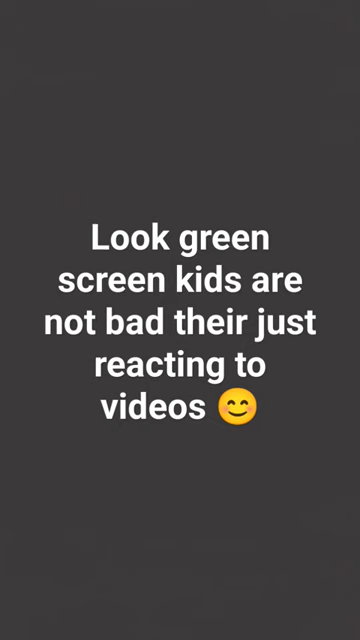 Look green
screen kids are
not bad their just
reacting to
videos 😊